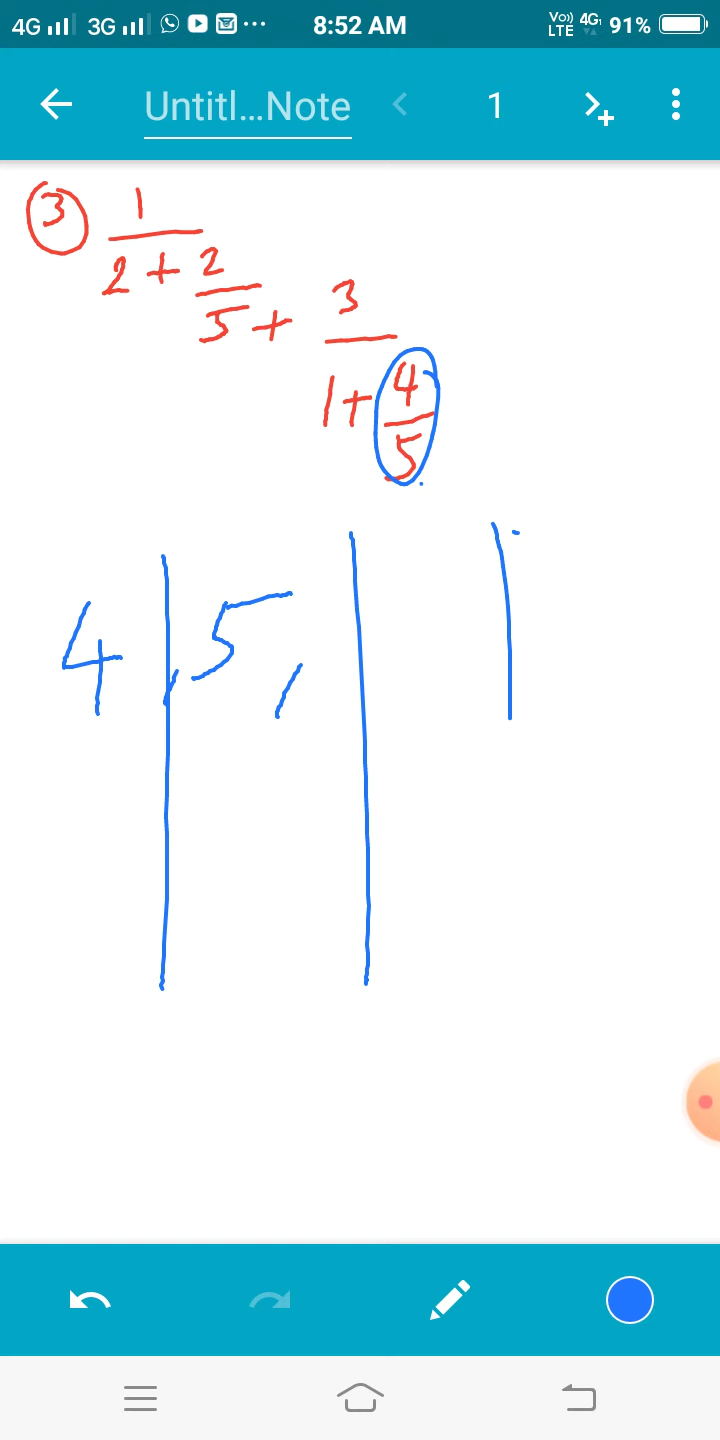 4G 3G 8:52 AM Vo)) LTE 4G 91%
Untitl...Note < 1
3 1
2 + 2
5 + 3
1 + 4
5
4 , 5 ,